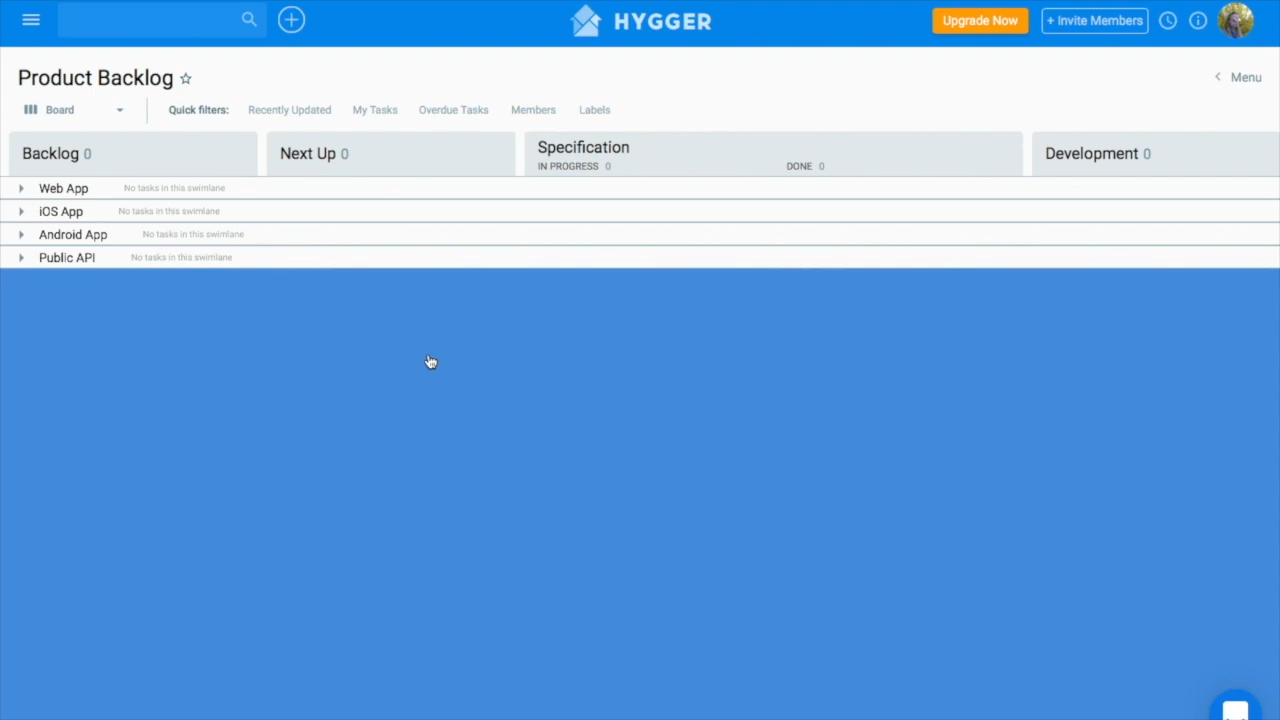 HYGGER
Upgrade Now
+ Invite Members
Product Backlog
Menu
Board
Quick filters: Recently Updated My Tasks Overdue Tasks Members Labels
Backlog 0
Next Up 0
Specification
IN PROGRESS 0
DONE 0
Development 0
Web App No tasks in this swimlane
iOS App No tasks in this swimlane
Android App No tasks in this swimlane
Public API No tasks in this swimlane